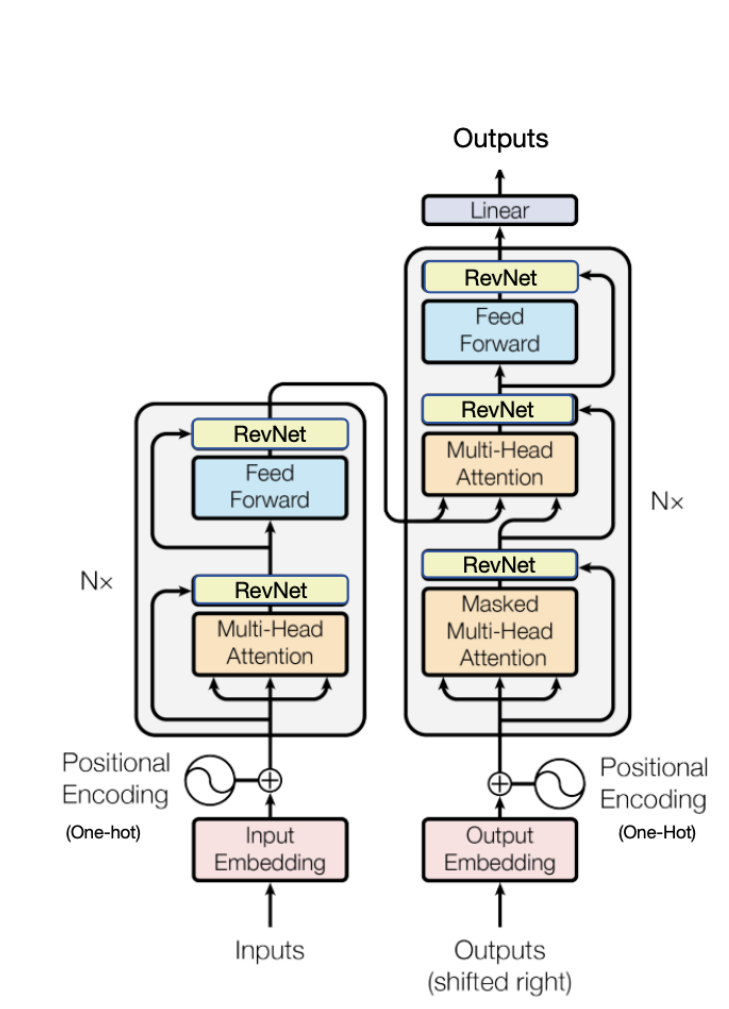 Outputs
Linear
RevNet
Feed
Forward
RevNet
Multi-Head
Attention
RevNet
Masked
Multi-Head
Attention
Nx
RevNet
Feed
Forward
RevNet
Multi-Head
Attention
Nx
Positional
Encoding
(One-hot)
Positional
Encoding
(One-Hot)
Input
Embedding
Output
Embedding
Inputs
Outputs
(shifted right)